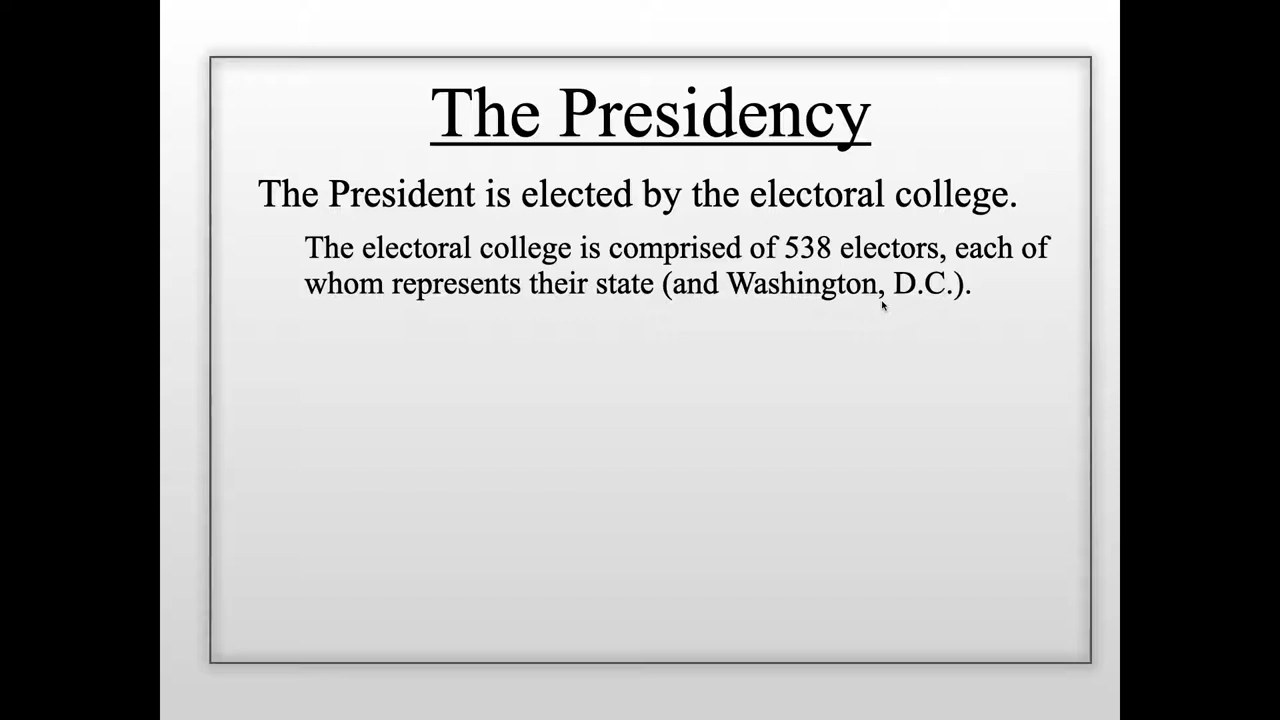 The Presidency
The President is elected by the electoral college.
The electoral college is comprised of 538 electors, each of
whom represents their state (and Washington, D.C.).